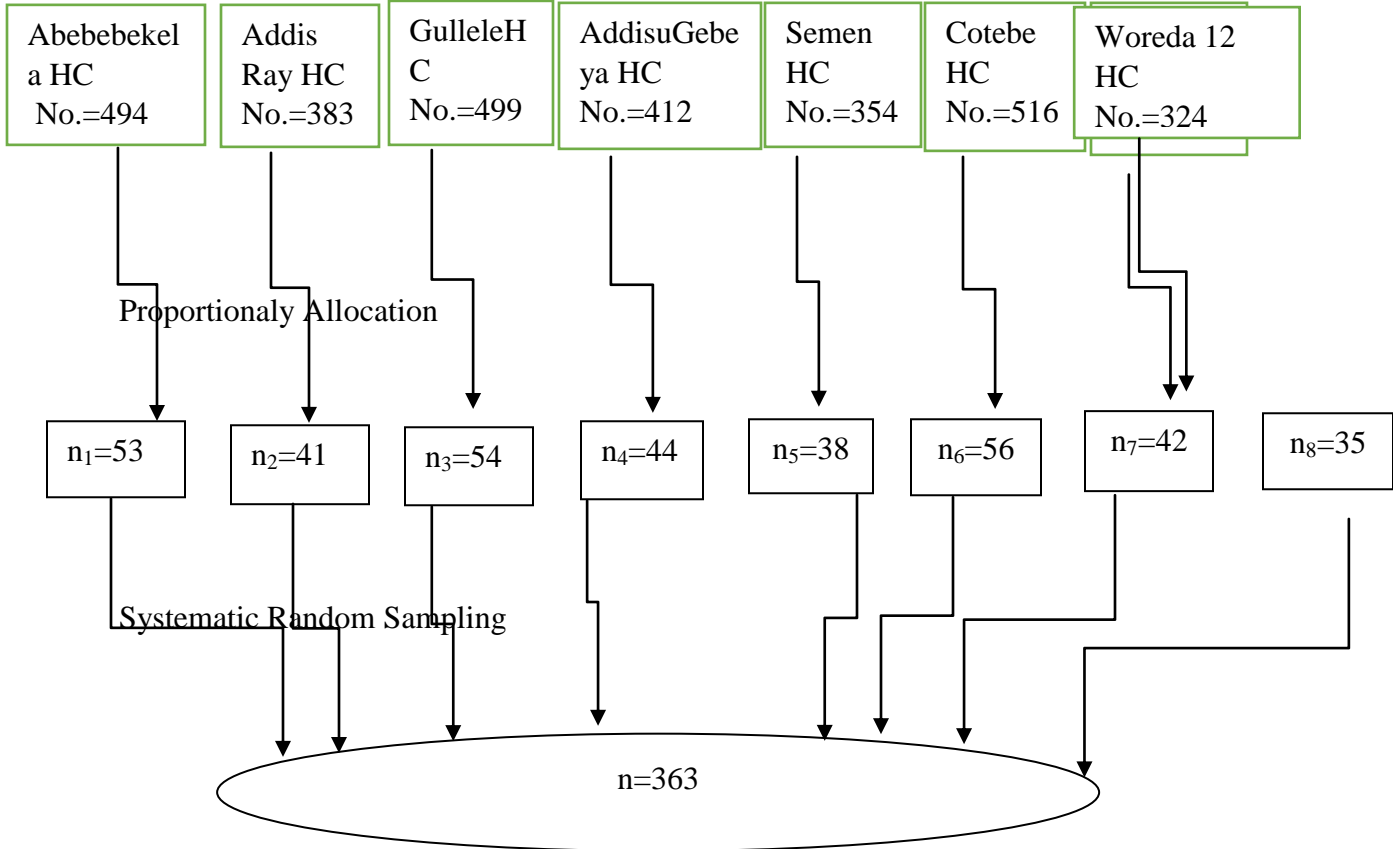 Abebebekel
a HC
No.=494
Addis
Ray HC
No.=383
GulleleH
C
No.=499
AddisuGebe
ya HC
No.=412
Semen
HC
No.=354
Cotebe
HC
No.=516
Woreda 12
HC
No.=324
Proportionaly Allocation
n₁=53
n₂=41
n₃=54
n₄=44
n₅=38
n₆=56
n₇=42
n₈=35
Systematic Random Sampling
n=363